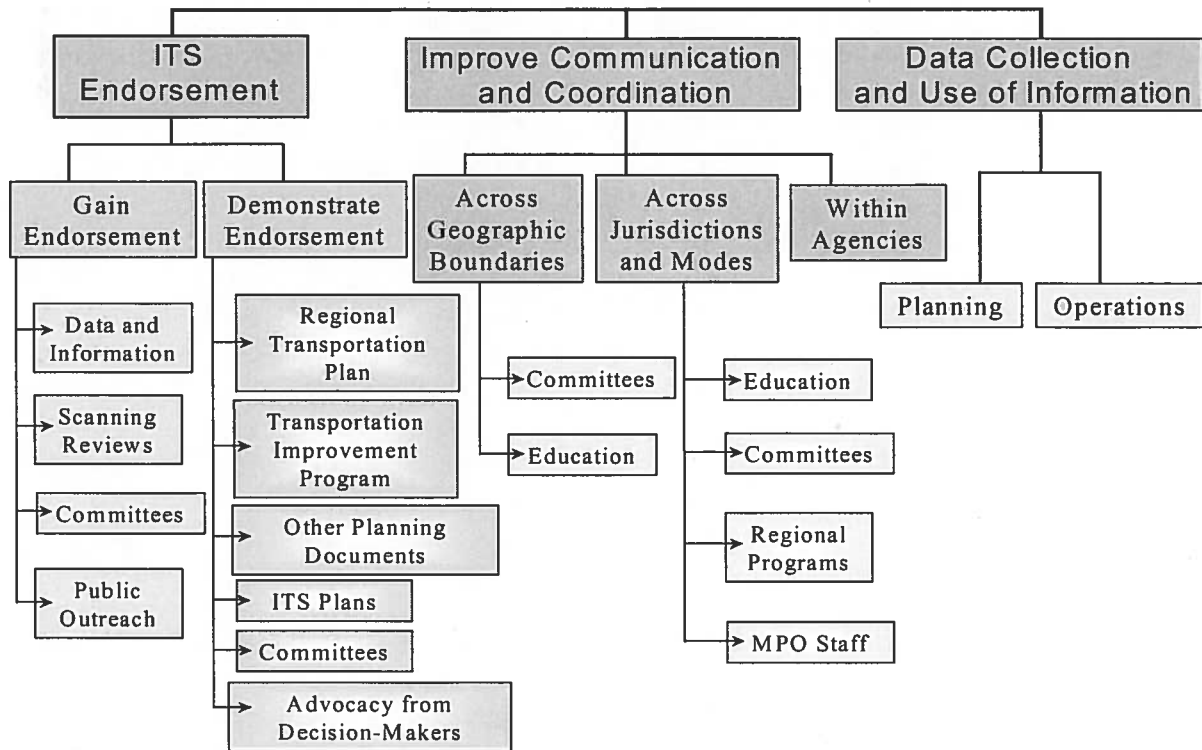 ITS
Endorsement
Improve Communication
and Coordination
Data Collection
and Use of Information
Gain
Endorsement
Demonstrate
Endorsement
Across
Geographic
Boundaries
Across
Jurisdictions
and Modes
Within
Agencies
Planning
Operations
Data and
Information
Scanning
Reviews
Committees
Public
Outreach
Regional
Transportation
Plan
Transportation
Improvement
Program
Other Planning
Documents
ITS Plans
Committees
Advocacy from
Decision-Makers
Committees
Education
Education
Committees
Regional
Programs
MPO Staff